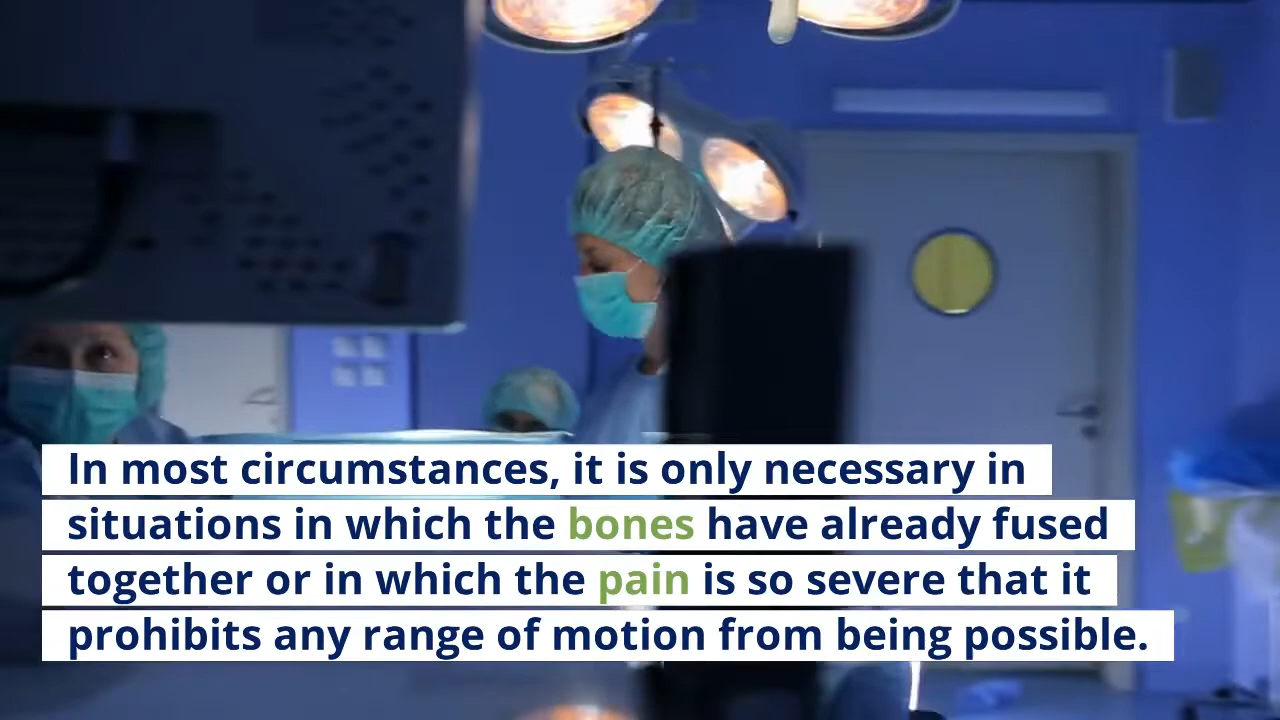 In most circumstances, it is only necessary in
situations in which the bones have already fused
together or in which the pain is so severe that it
prohibits any range of motion from being possible.